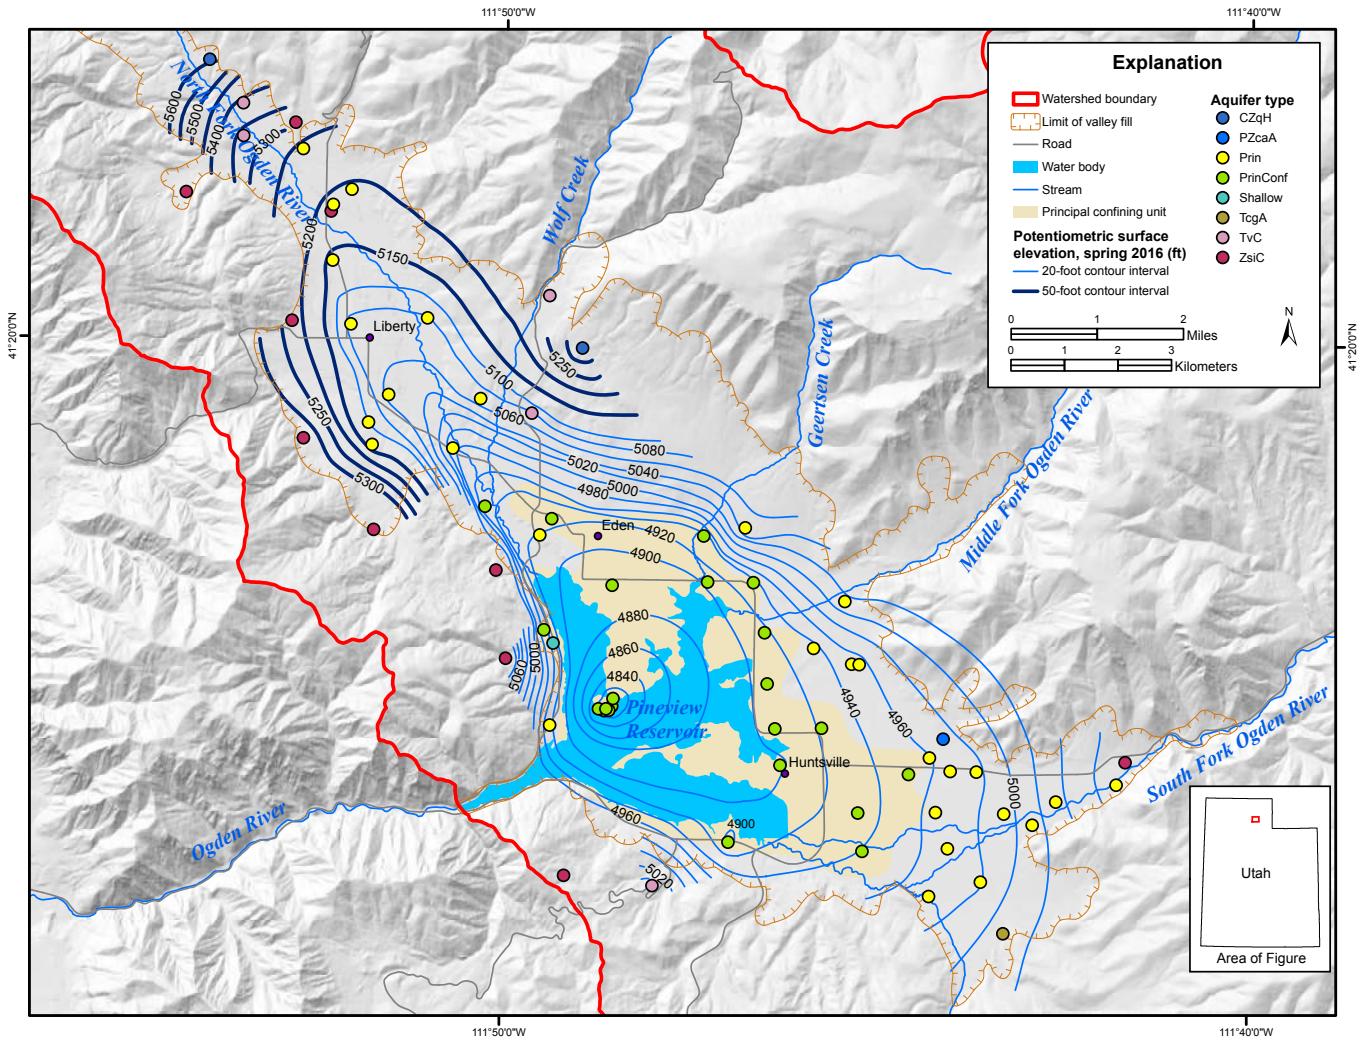 111°50'0"W
111°40'0"W
Explanation
Watershed boundary
Limit of valley fill
Road
Water body
Stream
Principal confining unit
Potentiometric surface
elevation, spring 2016 (ft)
20-foot contour interval
50-foot contour interval
Aquifer type
CZqH
PZcaA
Prin
PrinConf
Shallow
TcgA
TvC
ZsiC
0 1 2
Miles
0 1 2 3
Kilometers
N
North Fork Ogden River
5600
5500
5400
5300
5200
5150
Wolf Creek
41°20'0"N
41°20'0"N
Liberty
Geertsen Creek
5250
5100
5060
5250
5300
5080
5040
5020
5000
4980
Middle Fork Ogden River
Eden
4920
4900
4880
4860
4840
5000
5060
Pineview
Reservoir
4940
4960
Huntsville
5000
South Fork Ogden River
Ogden River
4960
4900
5020
Utah
Area of Figure
111°50'0"W
111°40'0"W